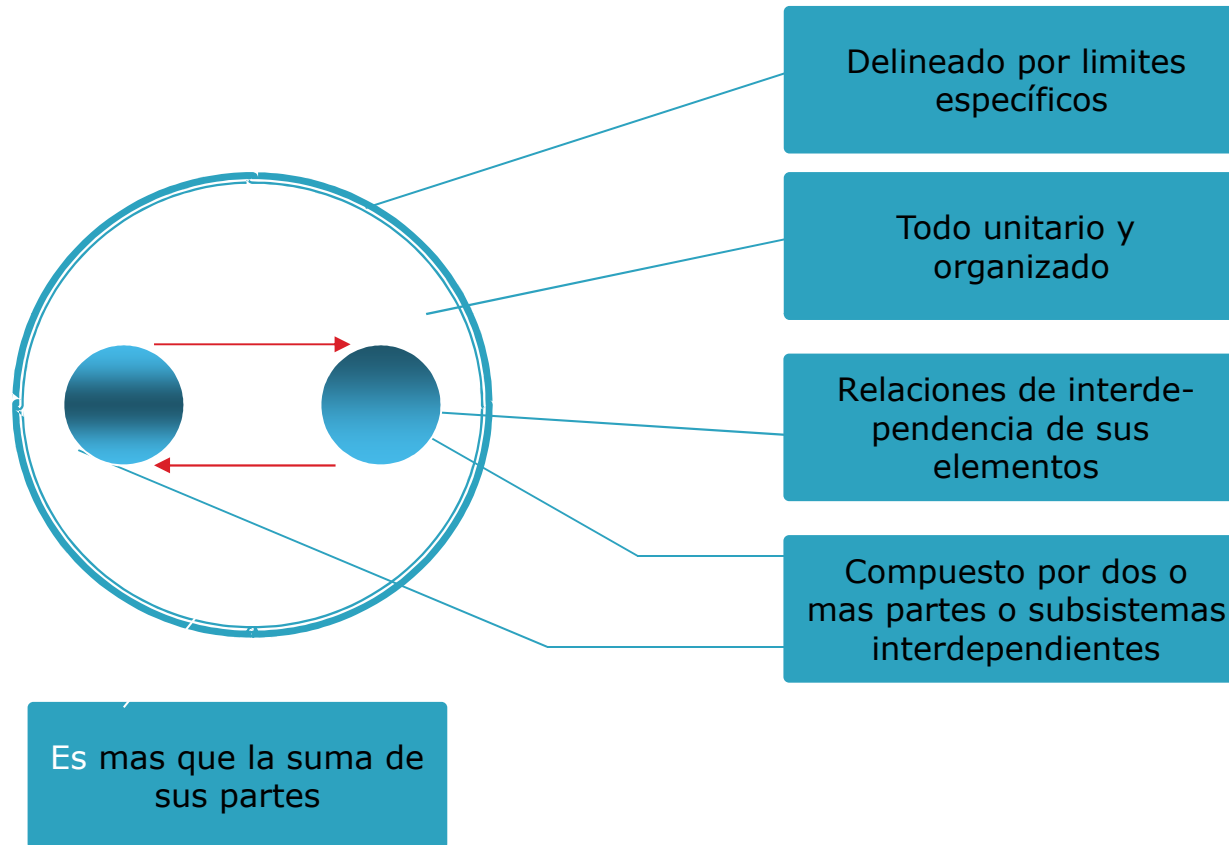 Delineado por limites
específicos
Todo unitario y
organizado
Relaciones de interde-
pendencia de sus
elementos
Compuesto por dos o
mas partes o subsistemas
interdependientes
Es mas que la suma de
sus partes